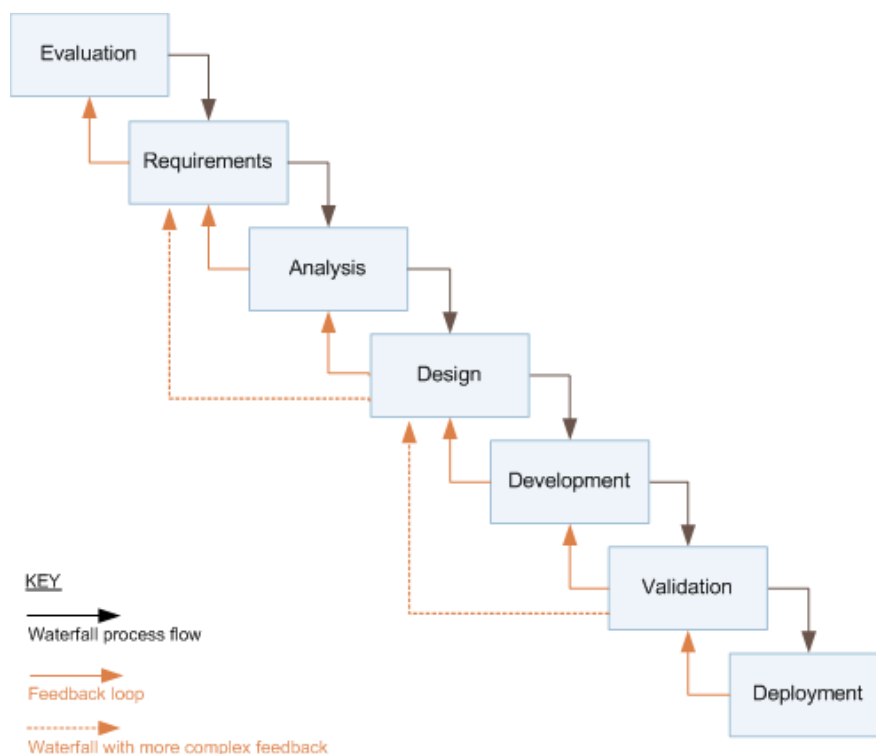 Evaluation
Requirements
Analysis
Design
Development
Validation
Deployment
KEY
Waterfall process flow
Feedback loop
Waterfall with more complex feedback